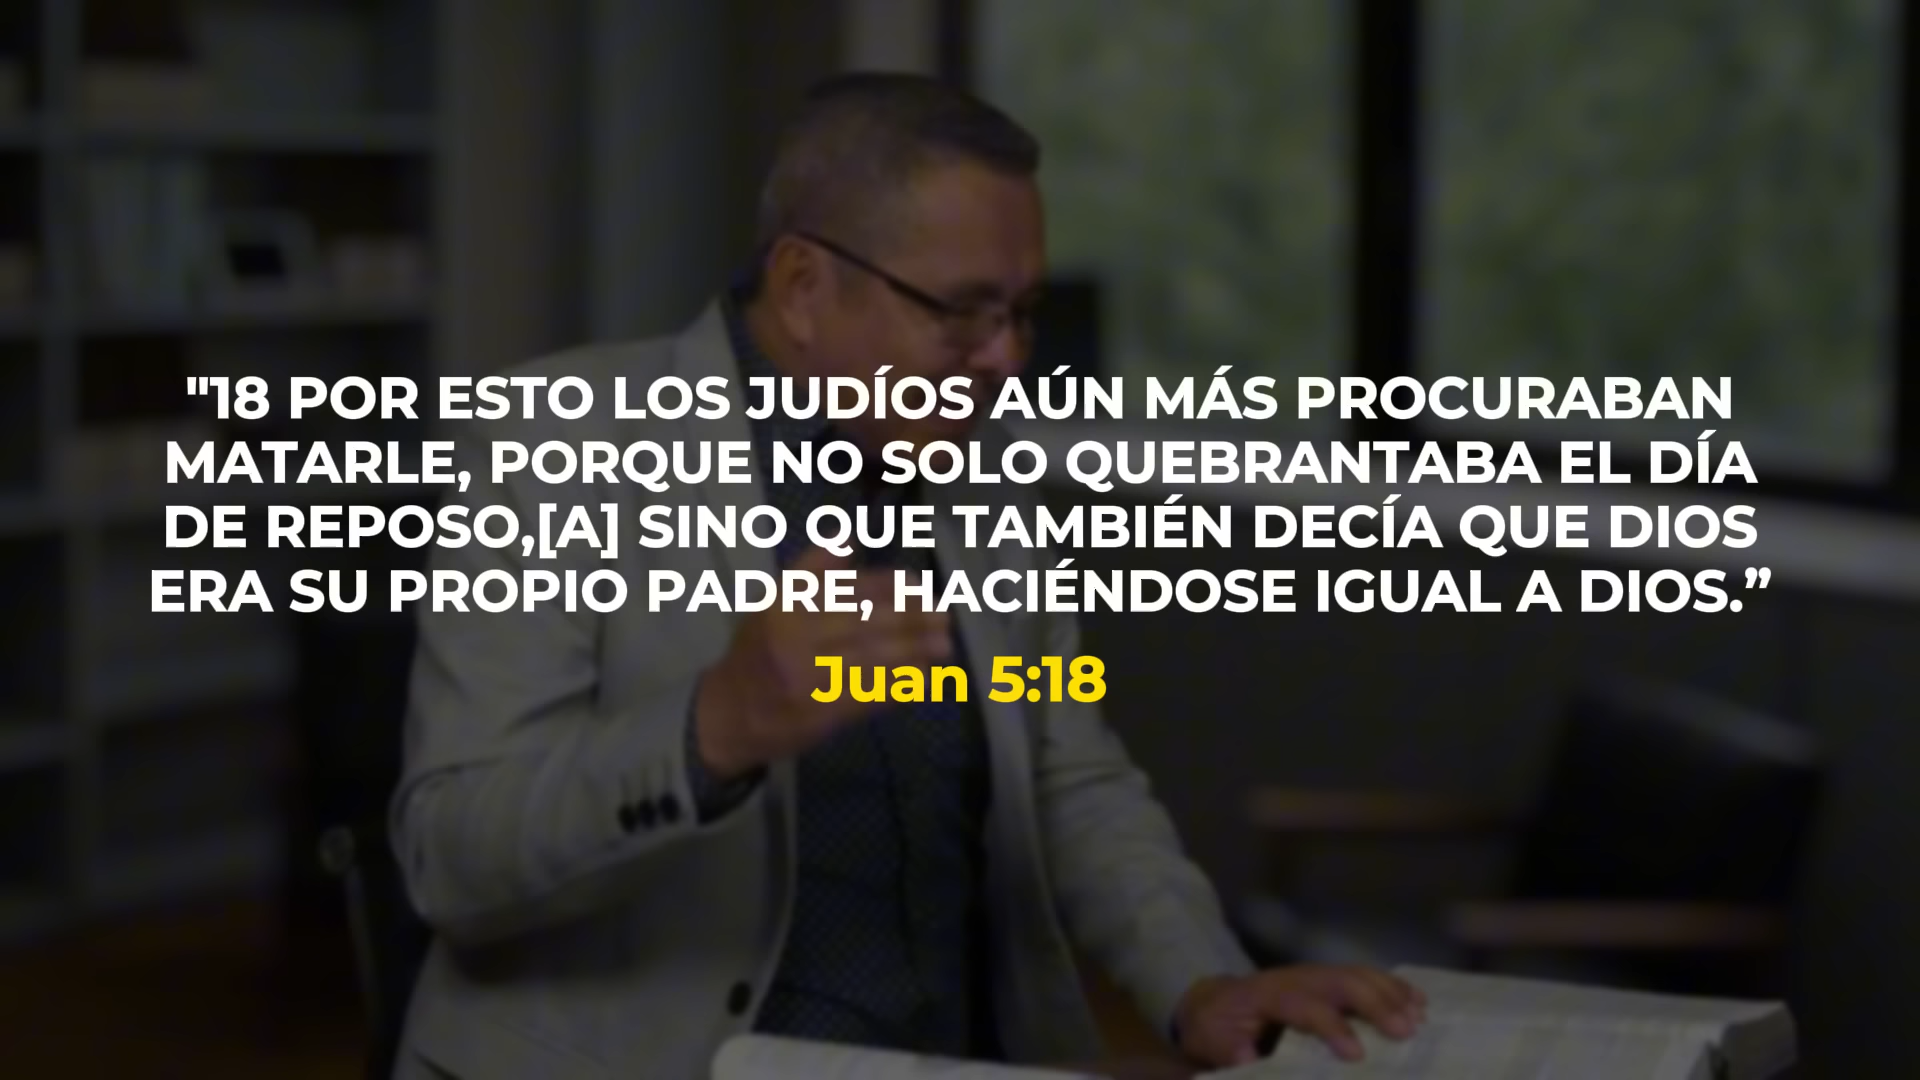 "18 POR ESTO LOS JUDÍOS AÚN MÁS PROCURABAN
MATARLE, PORQUE NO SOLO QUEBRANTABA EL DÍA
DE REPOSO,[A] SINO QUE TAMBIÉN DECÍA QUE DIOS
ERA SU PROPIO PADRE, HACIÉNDOSE IGUAL A DIOS.”
Juan 5:18